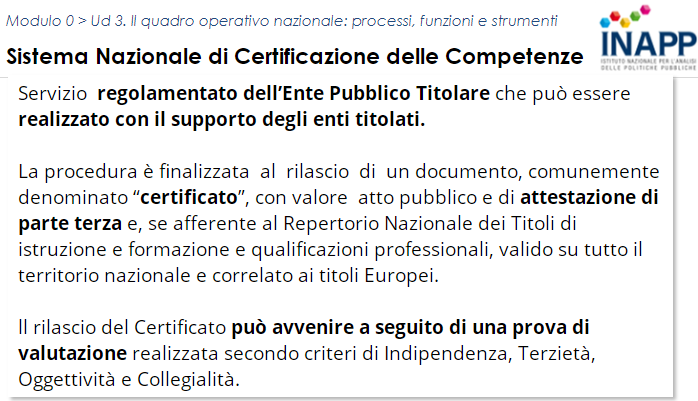 Modulo 0 > Ud 3. Il quadro operativo nazionale: processi, funzioni e strumenti
Sistema Nazionale di Certificazione delle Competenze
INAPP
ISTITUTO NAZIONALE PER L'ANALISI
DELLE POLITICHE PUBBLICHE
Servizio regolamentato dell'Ente Pubblico Titolare che può essere
realizzato con il supporto degli enti titolati.
La procedura è finalizzata al rilascio di un documento, comunemente
denominato "certificato", con valore atto pubblico e di attestazione di
parte terza e, se afferente al Repertorio Nazionale dei Titoli di
istruzione e formazione e qualificazioni professionali, valido su tutto il
territorio nazionale e correlato ai titoli Europei.
Il rilascio del Certificato può avvenire a seguito di una prova di
valutazione realizzata secondo criteri di Indipendenza, Terzietà,
Oggettività e Collegialità.